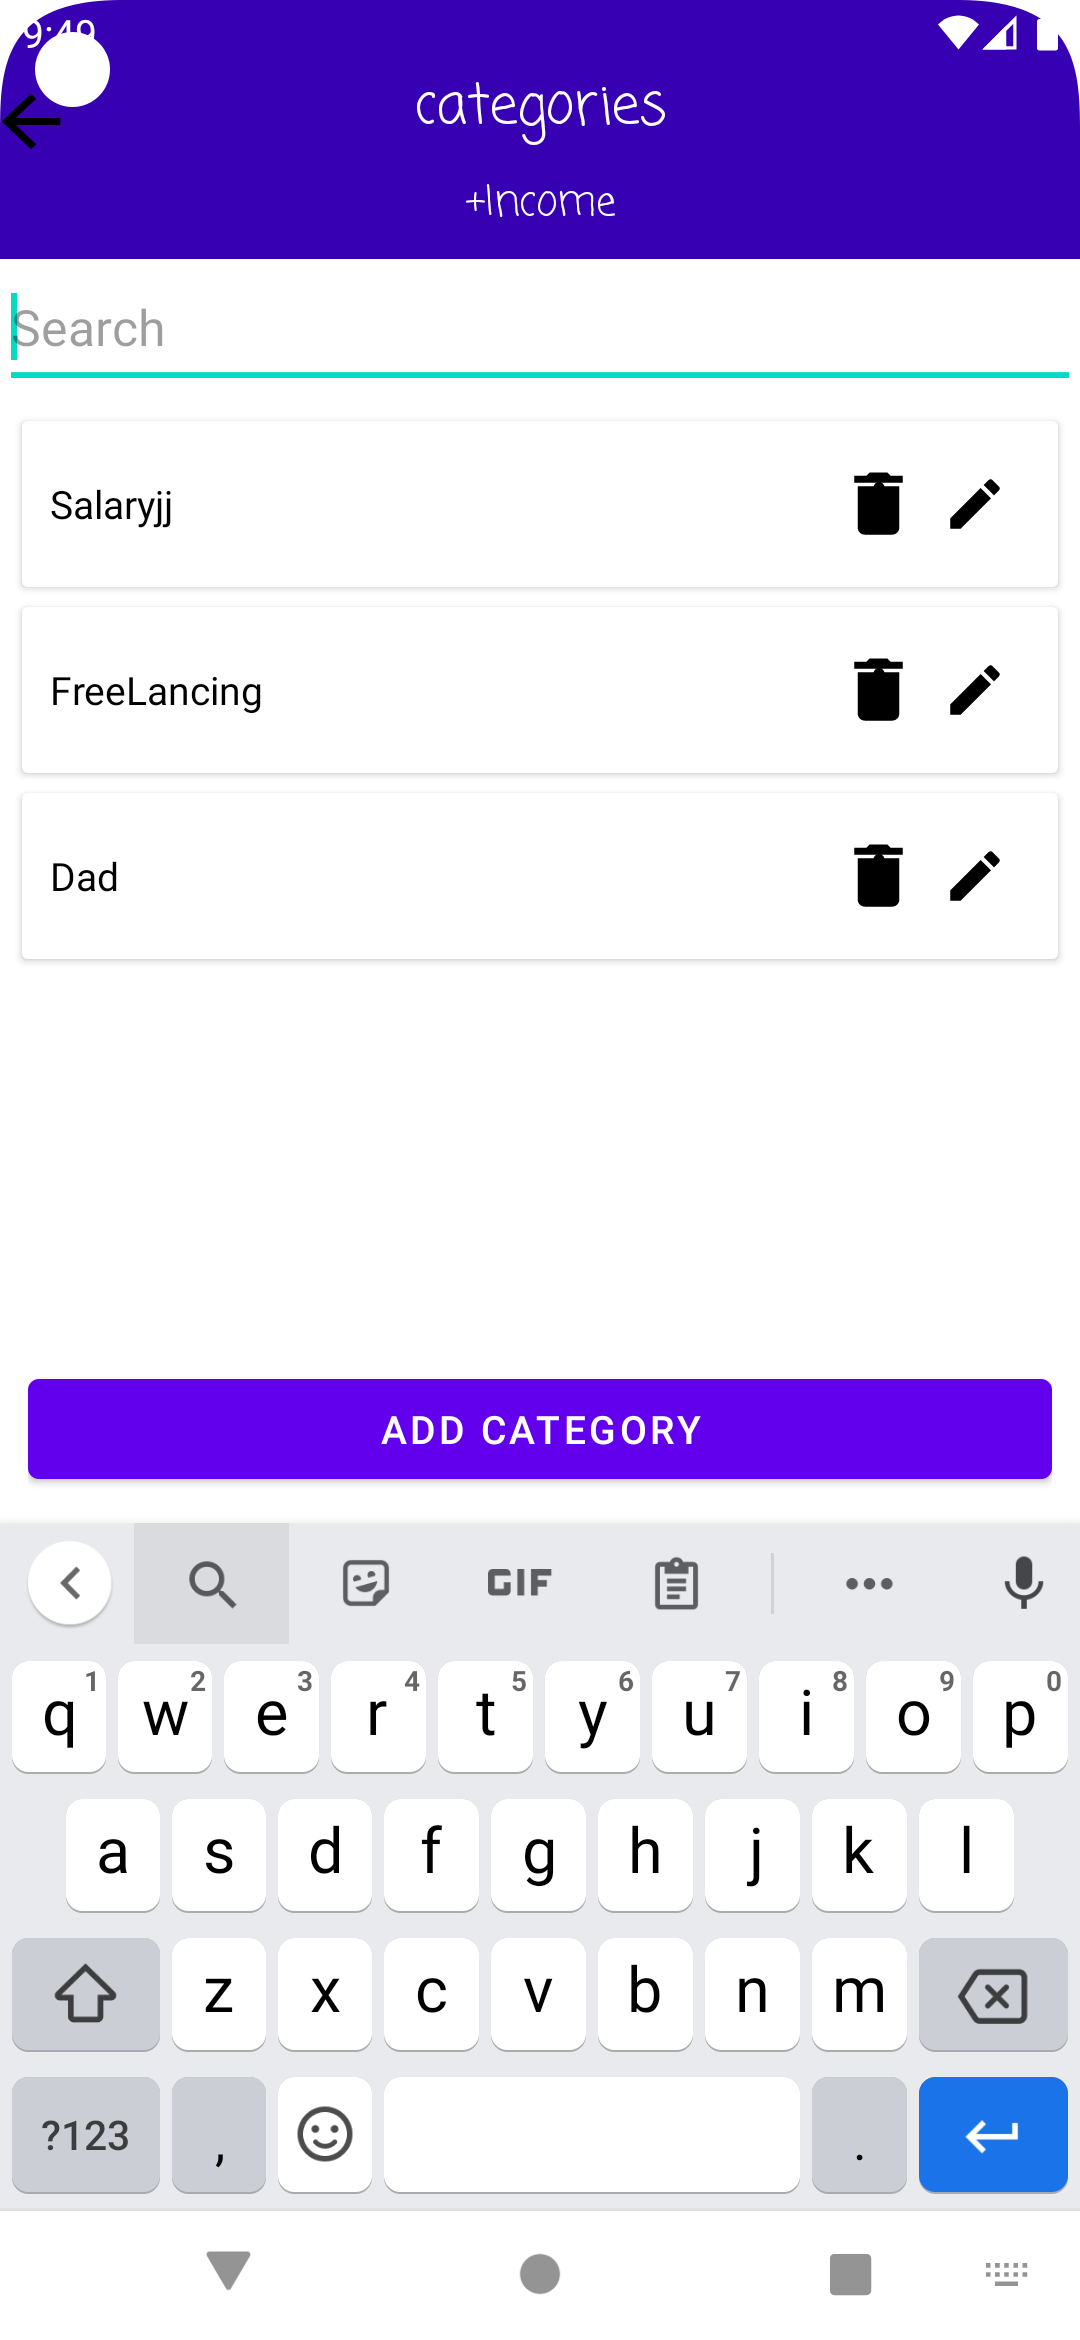 9:49
categories
+Income
Search
Salaryjj
FreeLancing
Dad
ADD CATEGORY
GIF
q 1 w 2 e 3 r 4 t 5 y 6 u 7 i 8 o 9 p 0
a s d f g h j k l
z x c v b n m
?123 , .